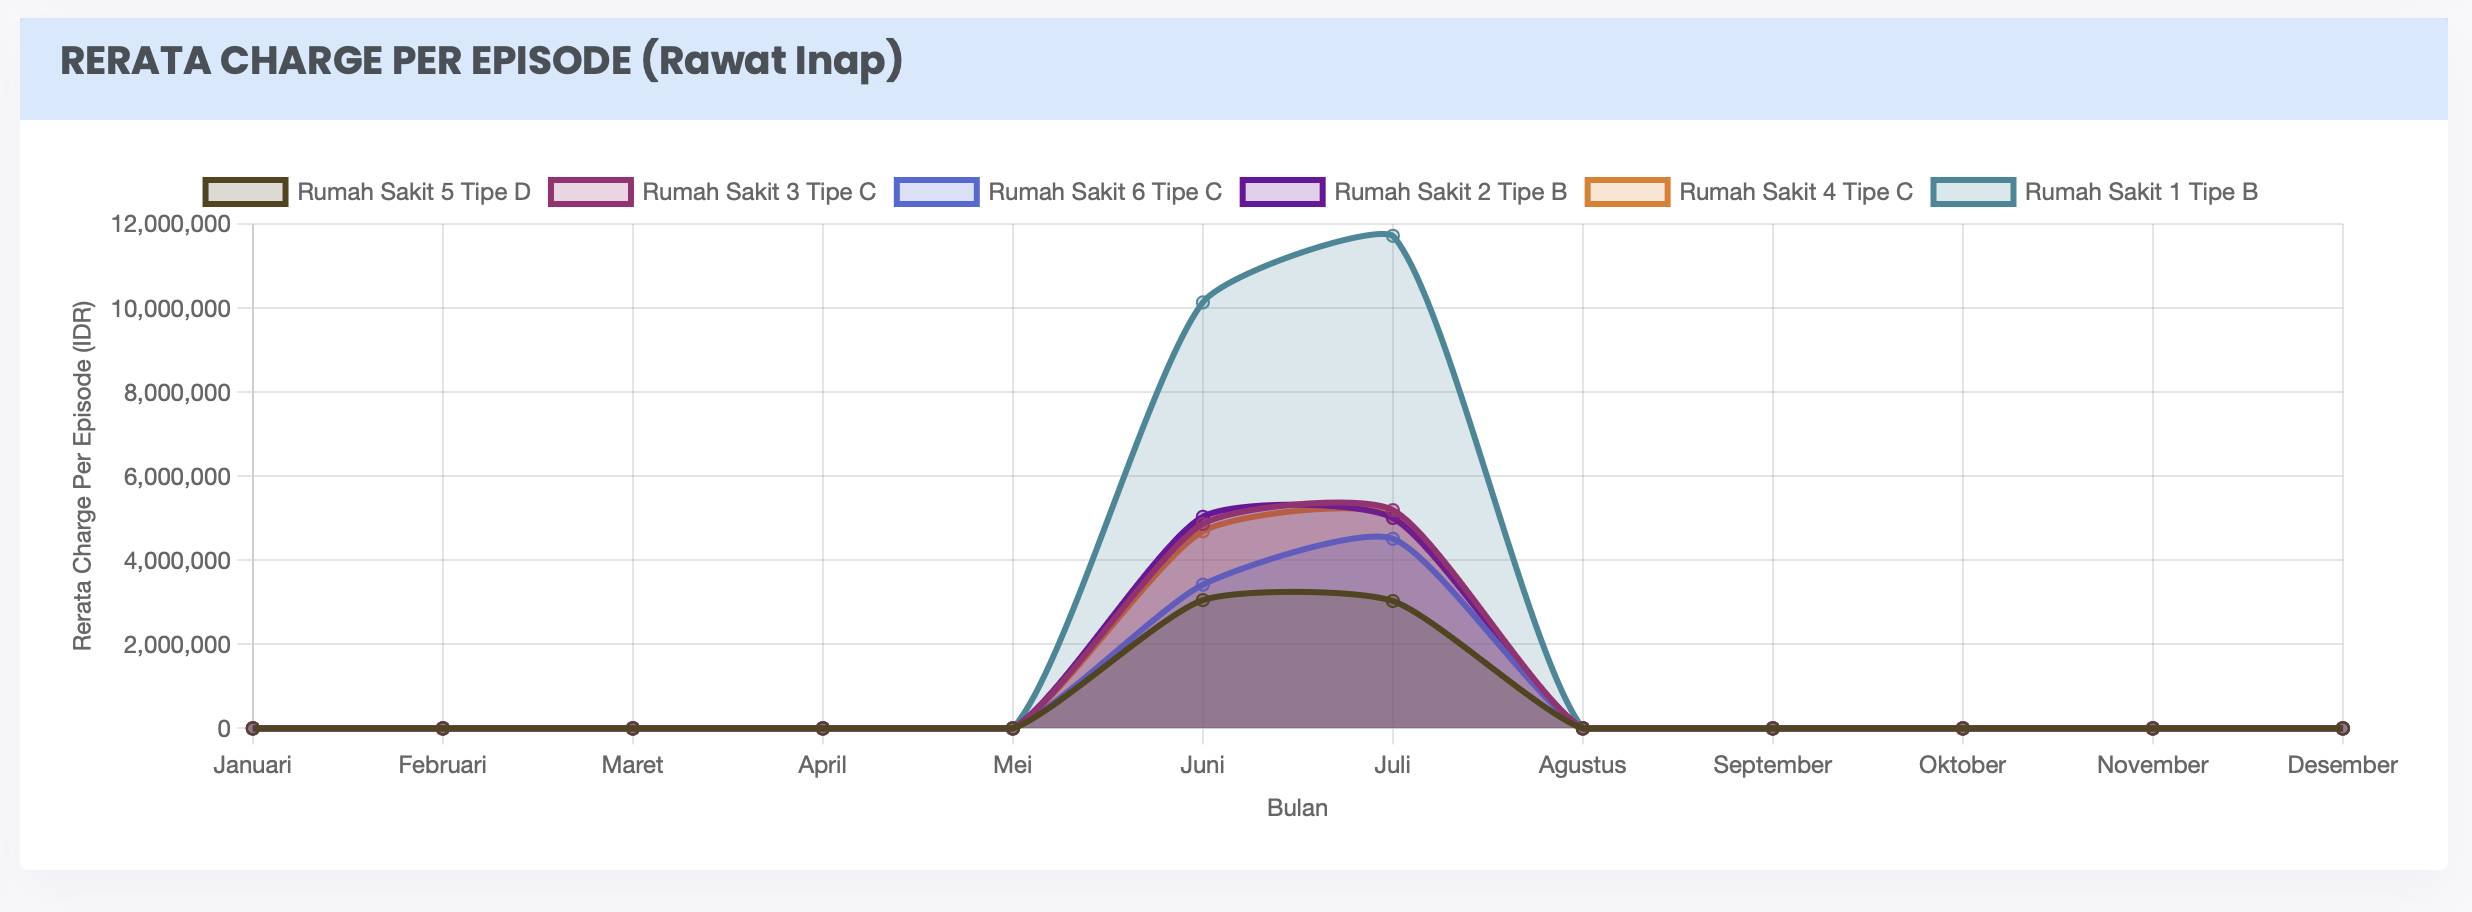 RERATA CHARGE PER EPISODE (Rawat Inap)
Rumah Sakit 5 Tipe D Rumah Sakit 3 Tipe C Rumah Sakit 6 Tipe C Rumah Sakit 2 Tipe B Rumah Sakit 4 Tipe C Rumah Sakit 1 Tipe B
Rerata Charge Per Episode (IDR)
12,000,000
10,000,000
8,000,000
6,000,000
4,000,000
2,000,000
0
Januari Februari Maret April Mei Juni Juli Agustus September Oktober November Desember
Bulan